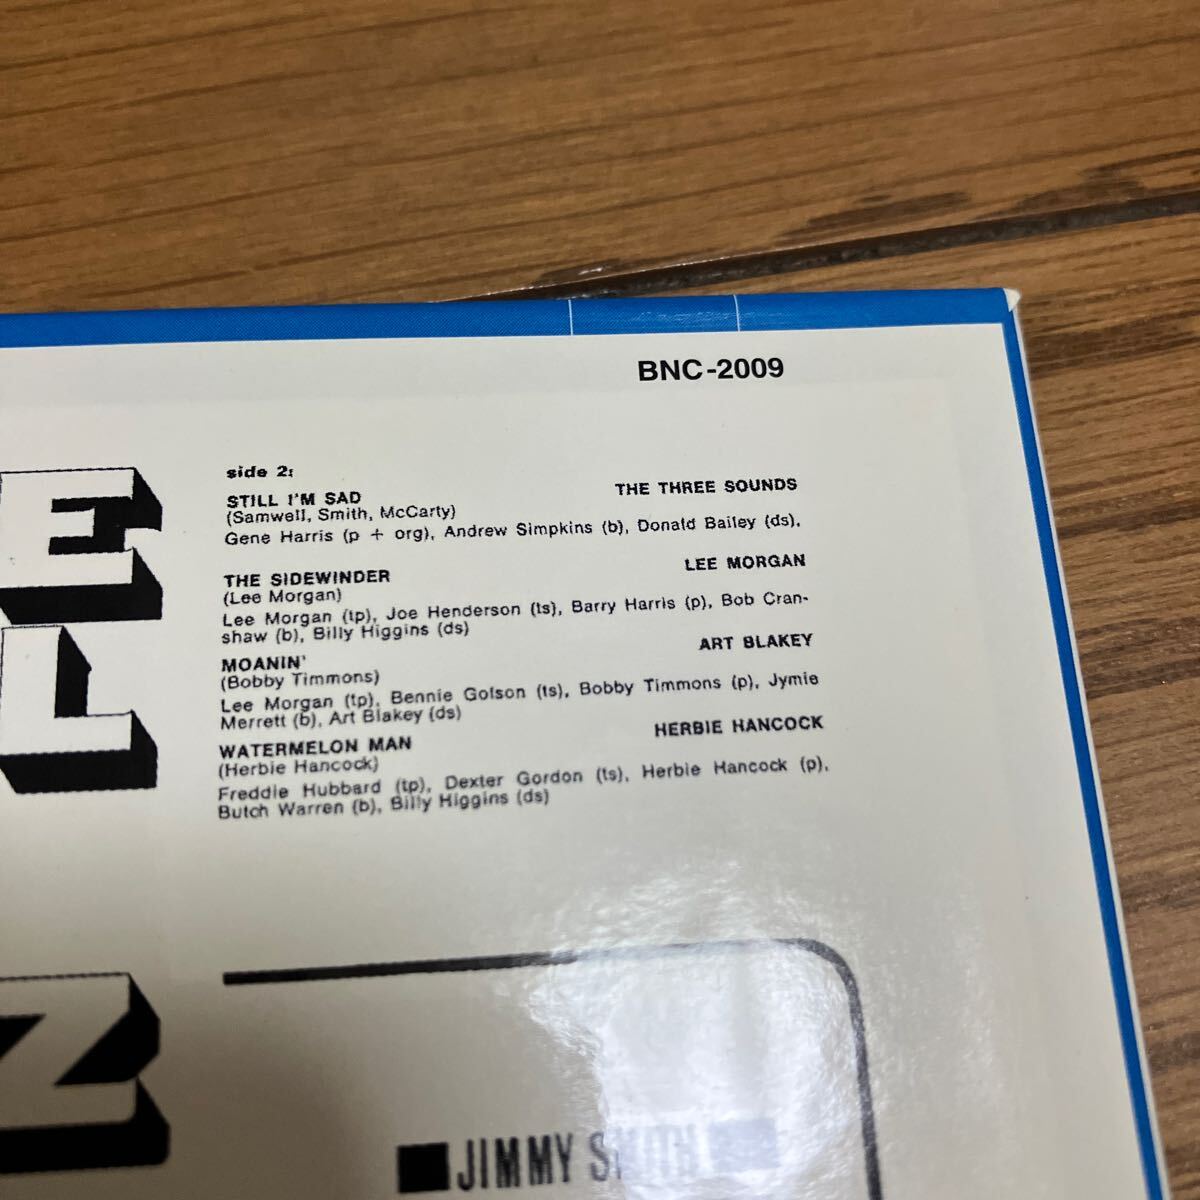 BNC-2009
side 2:
STILL I'M SAD THE THREE SOUNDS
(Samwell, Smith, McCarty)
Gene Harris (p + org), Andrew Simpkins (b), Donald Bailey (ds),
THE SIDEWINDER LEE MORGAN
(Lee Morgan)
Lee Morgan (tp), Joe Henderson (ts), Barry Harris (p), Bob Cran-
shaw (b), Billy Higgins (ds)
MOANIN' ART BLAKEY
(Bobby Timmons)
Lee Morgan (tp), Bennie Golson (ts), Bobby Timmons (p), Jymie
Merrett (b), Art Blakey (ds)
WATERMELON MAN HERBIE HANCOCK
(Herbie Hancock)
Freddie Hubbard (tp), Dexter Gordon (ts), Herbie Hancock (p),
Butch Warren (b), Billy Higgins (ds)
E
L
Z
JIMMY SMITH